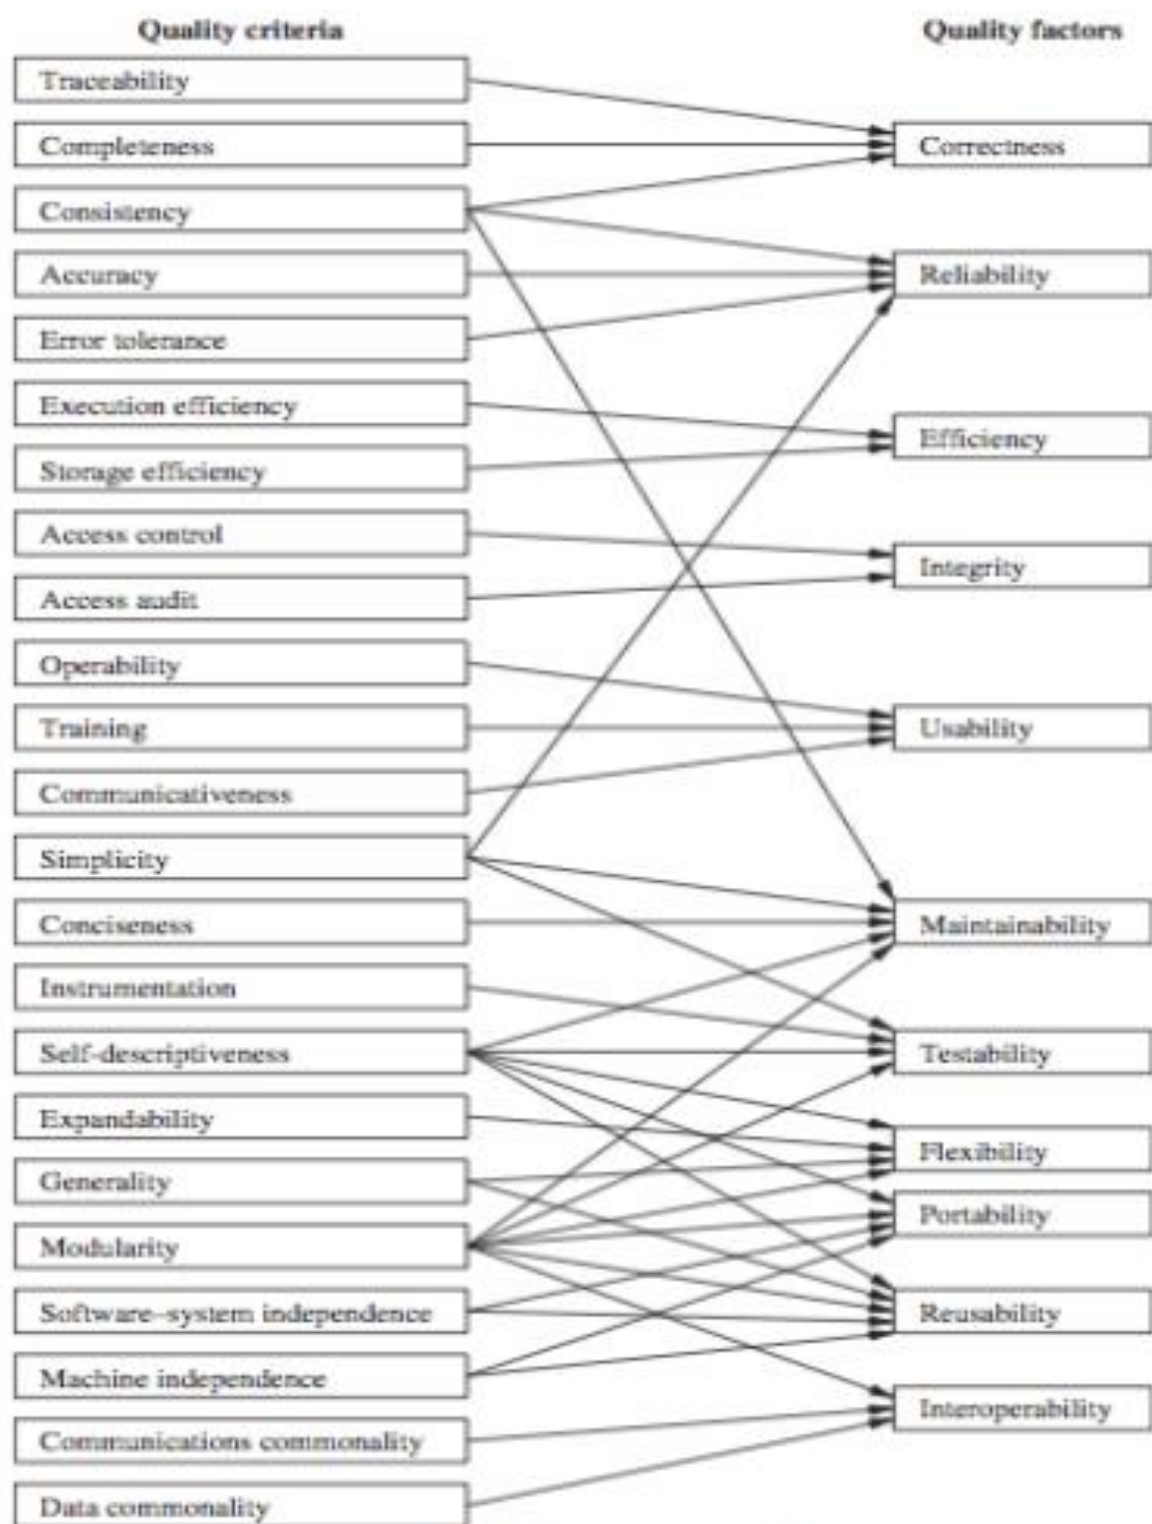 Quality criteria
Quality factors
Traceability
Completeness
Consistency
Accuracy
Error tolerance
Execution efficiency
Storage efficiency
Access control
Access audit
Operability
Training
Communicativeness
Simplicity
Conciseness
Instrumentation
Self-descriptiveness
Expandability
Generality
Modularity
Software–system independence
Machine independence
Communications commonality
Data commonality
Correctness
Reliability
Efficiency
Integrity
Usability
Maintainability
Testability
Flexibility
Portability
Reusability
Interoperability